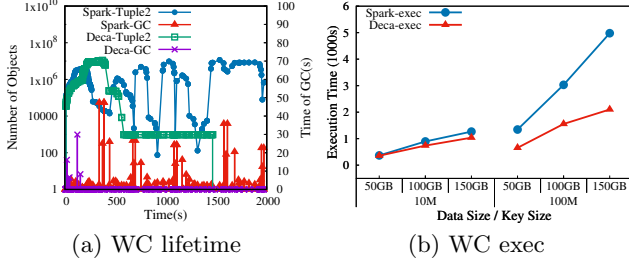 Number of Objects
1x10^10
1x10^8
1x10^6
10000
100
1
Spark-Tuple2
Spark-GC
Deca-Tuple2
Deca-GC
100
90
80
70
60
50
40
30
20
10
0
Time of GC(s)
0 500 1000 1500 2000
Time(s)
(a) WC lifetime
Execution Time (1000s)
6
5
4
3
2
1
0
Spark-exec
Deca-exec
50GB 100GB 150GB 50GB 100GB 150GB
10M 100M
Data Size / Key Size
(b) WC exec